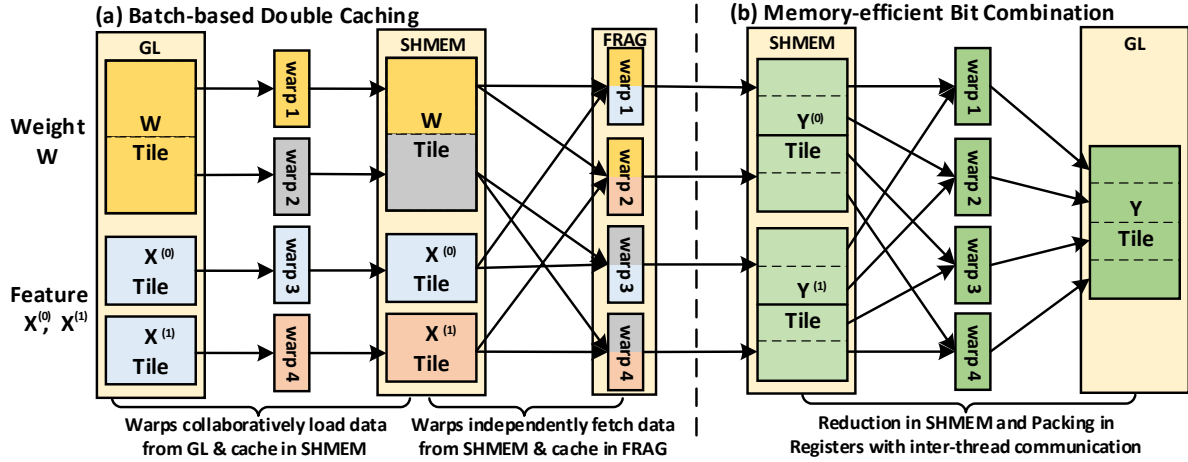 (a) Batch-based Double Caching
GL
SHMEM
FRAG
Weight
W
W
Tile
warp 1
warp 2
W
Tile
warp 1
warp 2
Feature
X(0), X(1)
X(0)
Tile
X(1)
Tile
warp 3
warp 4
X(0)
Tile
X(1)
Tile
warp 3
warp 4
Warps collaboratively load data
from GL & cache in SHMEM
Warps independently fetch data
from SHMEM & cache in FRAG
(b) Memory-efficient Bit Combination
SHMEM
GL
Y(0)
Tile
Y(1)
Tile
warp 1
warp 2
warp 3
warp 4
Y
Tile
Reduction in SHMEM and Packing in
Registers with inter-thread communication